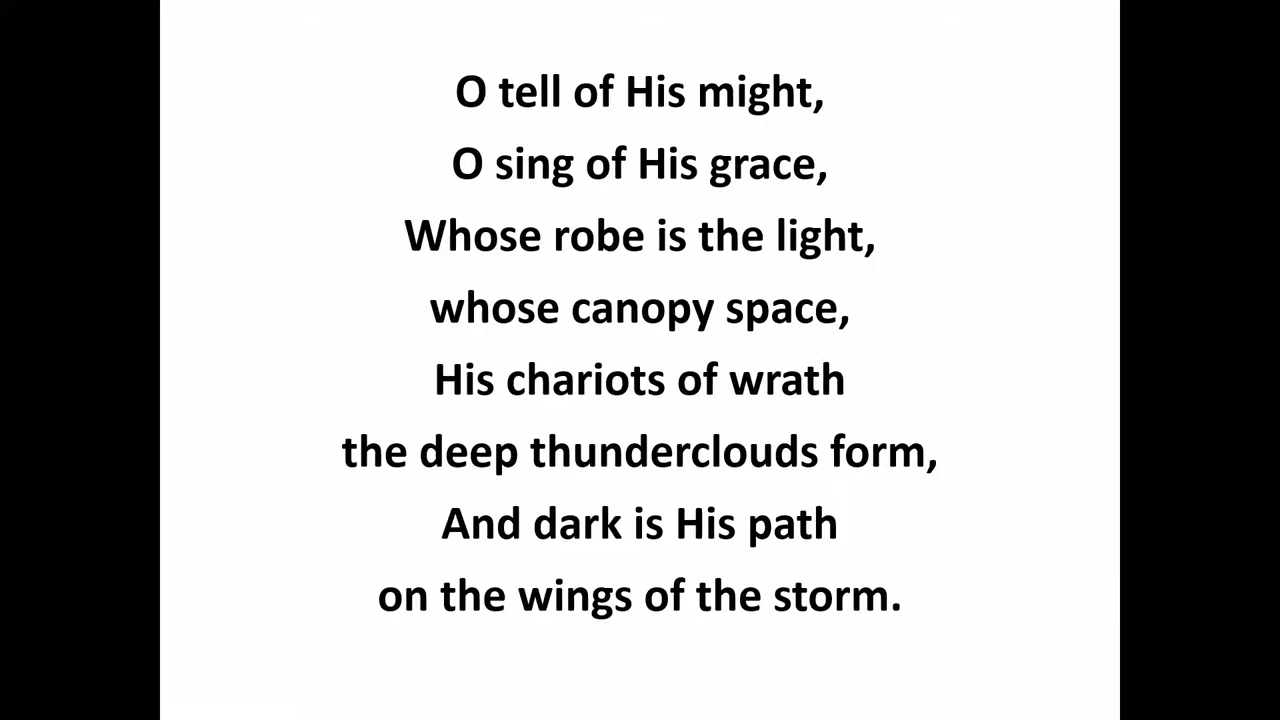 O tell of His might,
O sing of His grace,
Whose robe is the light,
whose canopy space,
His chariots of wrath
the deep thunderclouds form,
And dark is His path
on the wings of the storm.